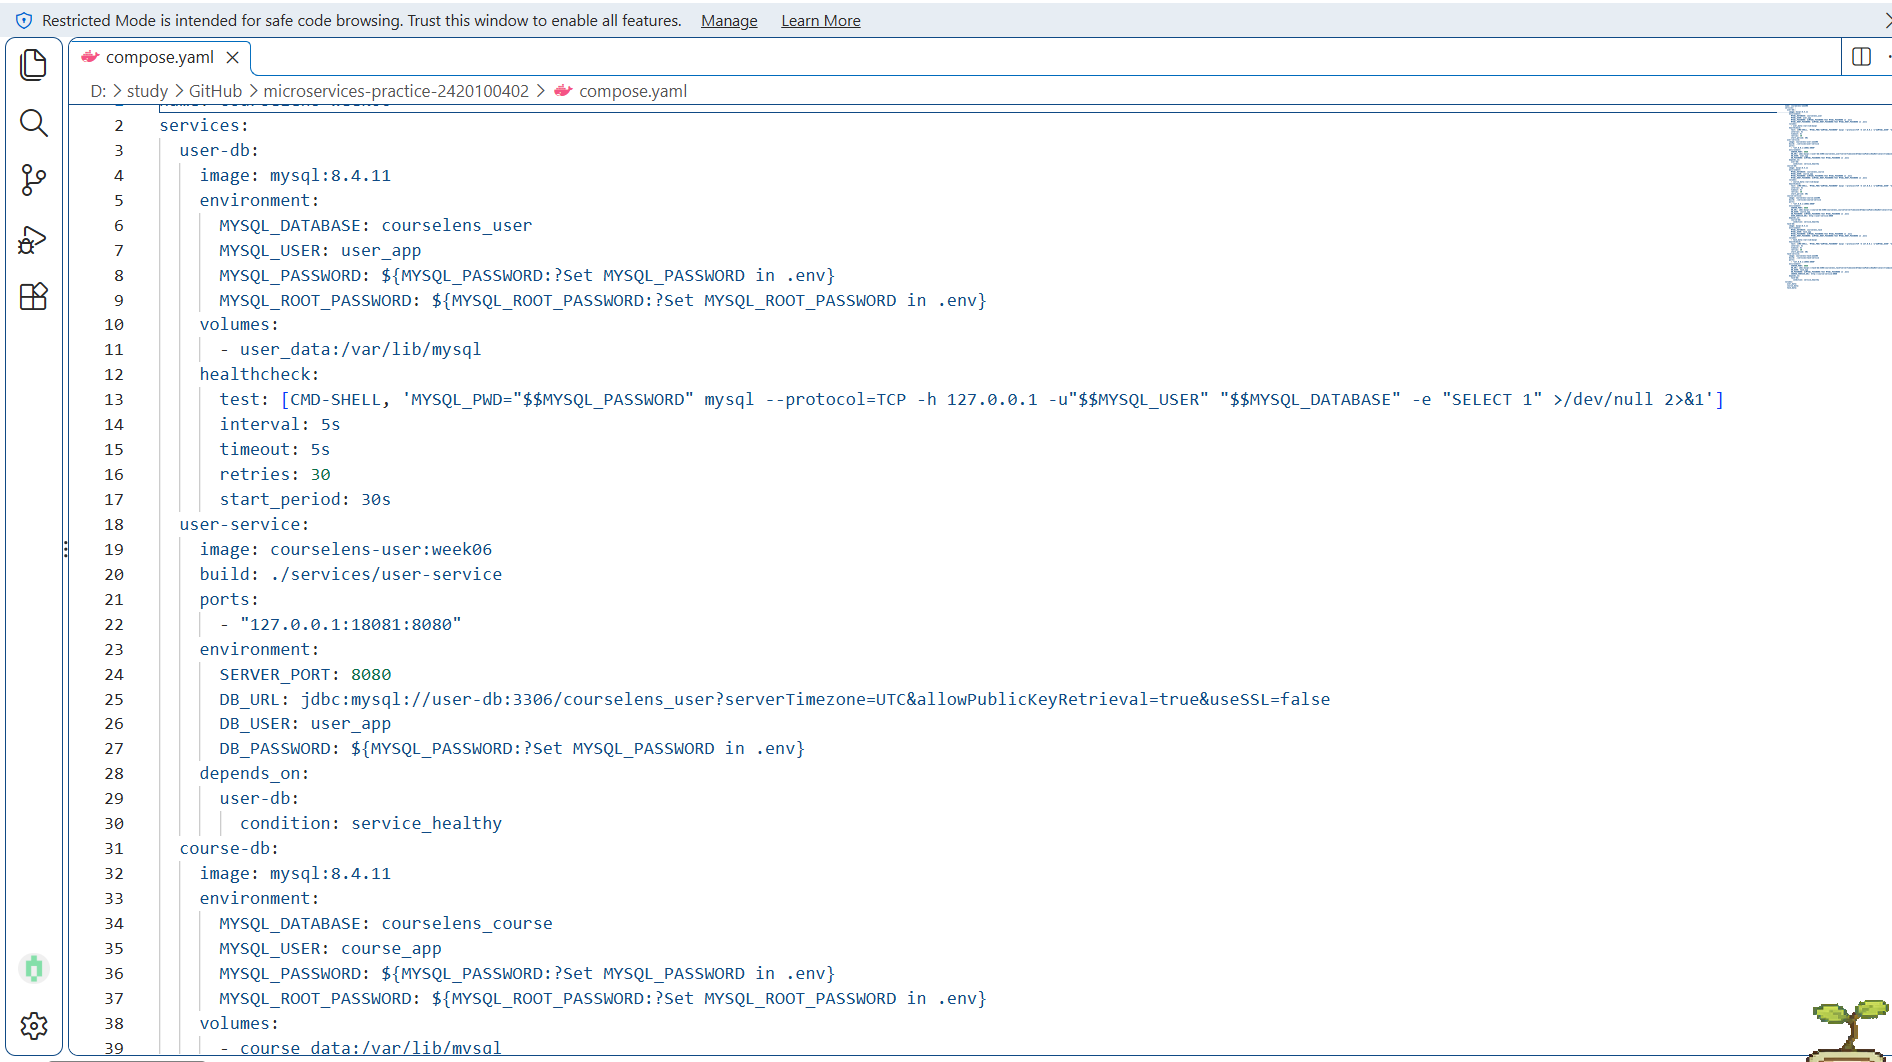 Restricted Mode is intended for safe code browsing. Trust this window to enable all features. Manage Learn More
compose.yaml
D: > study > GitHub > microservices-practice-2420100402 > compose.yaml
2 services:
3   user-db:
4     image: mysql:8.4.11
5     environment:
6       MYSQL_DATABASE: courselens_user
7       MYSQL_USER: user_app
8       MYSQL_PASSWORD: ${MYSQL_PASSWORD:?Set MYSQL_PASSWORD in .env}
9       MYSQL_ROOT_PASSWORD: ${MYSQL_ROOT_PASSWORD:?Set MYSQL_ROOT_PASSWORD in .env}
10     volumes:
11       - user_data:/var/lib/mysql
12     healthcheck:
13       test: [CMD-SHELL, 'MYSQL_PWD="$$MYSQL_PASSWORD" mysql --protocol=TCP -h 127.0.0.1 -u"$$MYSQL_USER" "$$MYSQL_DATABASE" -e "SELECT 1" >/dev/null 2>&1']
14       interval: 5s
15       timeout: 5s
16       retries: 30
17       start_period: 30s
18   user-service:
19     image: courselens-user:week06
20     build: ./services/user-service
21     ports:
22       - "127.0.0.1:18081:8080"
23     environment:
24       SERVER_PORT: 8080
25       DB_URL: jdbc:mysql://user-db:3306/courselens_user?serverTimezone=UTC&allowPublicKeyRetrieval=true&useSSL=false
26       DB_USER: user_app
27       DB_PASSWORD: ${MYSQL_PASSWORD:?Set MYSQL_PASSWORD in .env}
28     depends_on:
29       user-db:
30         condition: service_healthy
31   course-db:
32     image: mysql:8.4.11
33     environment:
34       MYSQL_DATABASE: courselens_course
35       MYSQL_USER: course_app
36       MYSQL_PASSWORD: ${MYSQL_PASSWORD:?Set MYSQL_PASSWORD in .env}
37       MYSQL_ROOT_PASSWORD: ${MYSQL_ROOT_PASSWORD:?Set MYSQL_ROOT_PASSWORD in .env}
38     volumes:
39       - course_data:/var/lib/mysql